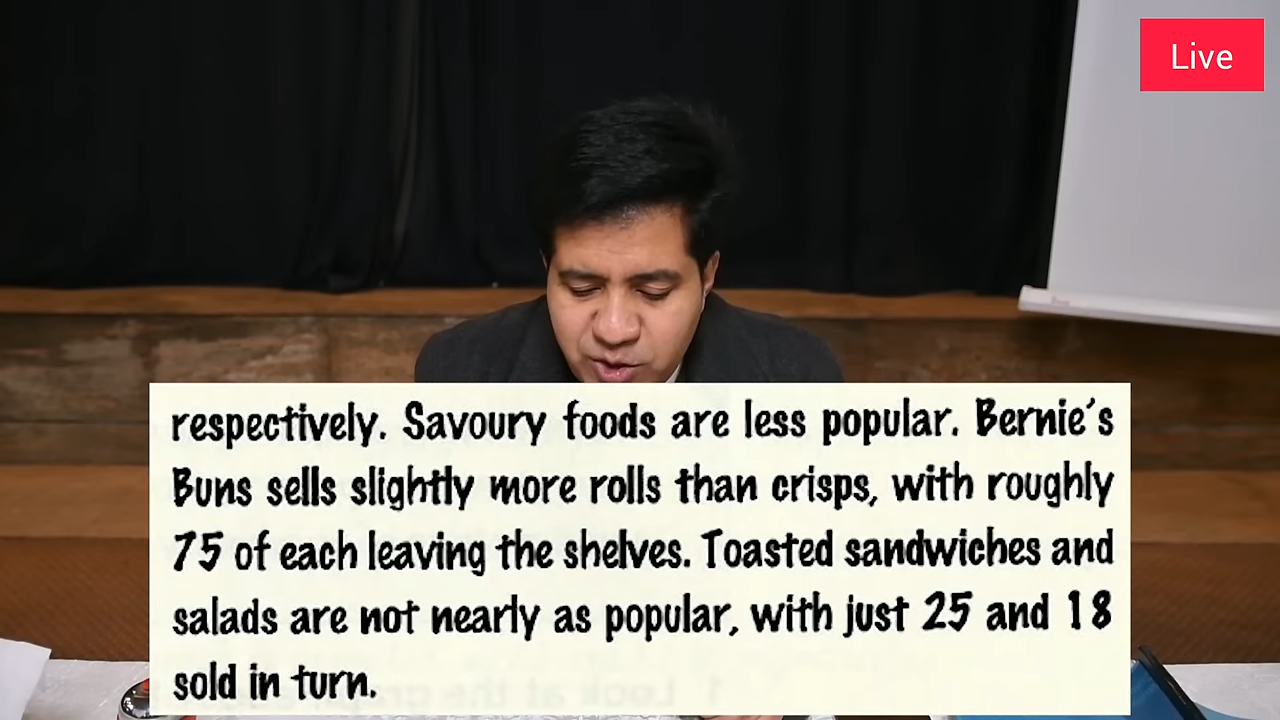 Live
respectively. Savoury foods are less popular. Bernie's
Buns sells slightly more rolls than crisps, with roughly
75 of each leaving the shelves. Toasted sandwiches and
salads are not nearly as popular, with just 25 and 18
sold in turn.